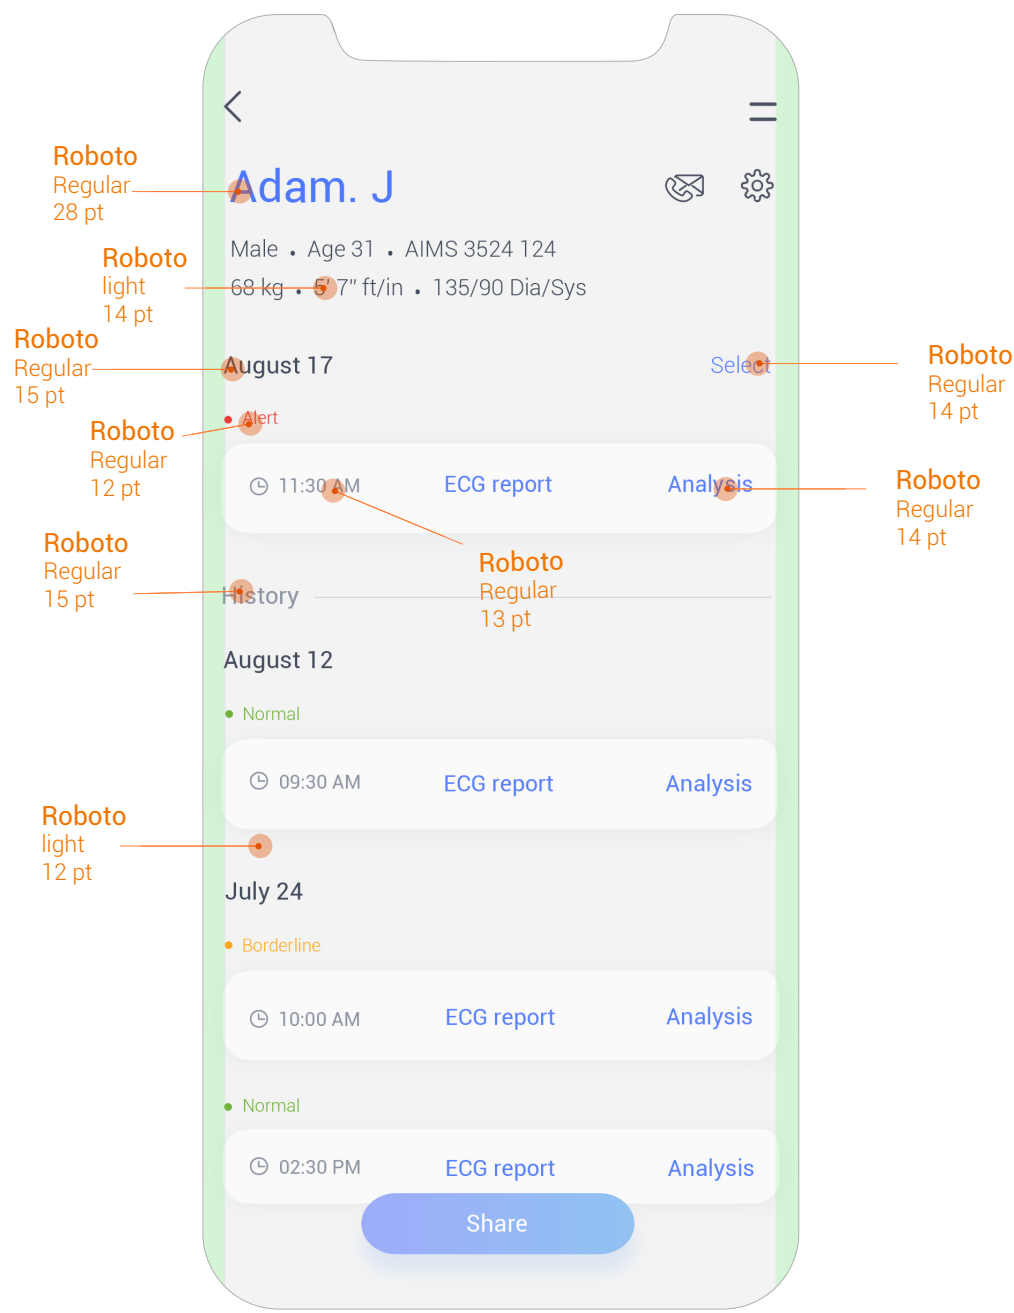 Roboto
Regular
28 pt
Adam. J
Roboto
light
14 pt
Male • Age 31 • AIMS 3524 124
68 kg • 5' 7" ft/in • 135/90 Dia/Sys
Roboto
Regular
15 pt
August 17
Select
Roboto
Regular
14 pt
Roboto
Regular
12 pt
• Alert
11:30 AM ECG report Analysis
Roboto
Regular
14 pt
Roboto
Regular
13 pt
Roboto
Regular
15 pt
History
August 12
• Normal
09:30 AM ECG report Analysis
Roboto
light
12 pt
July 24
• Borderline
10:00 AM ECG report Analysis
• Normal
02:30 PM ECG report Analysis
Share